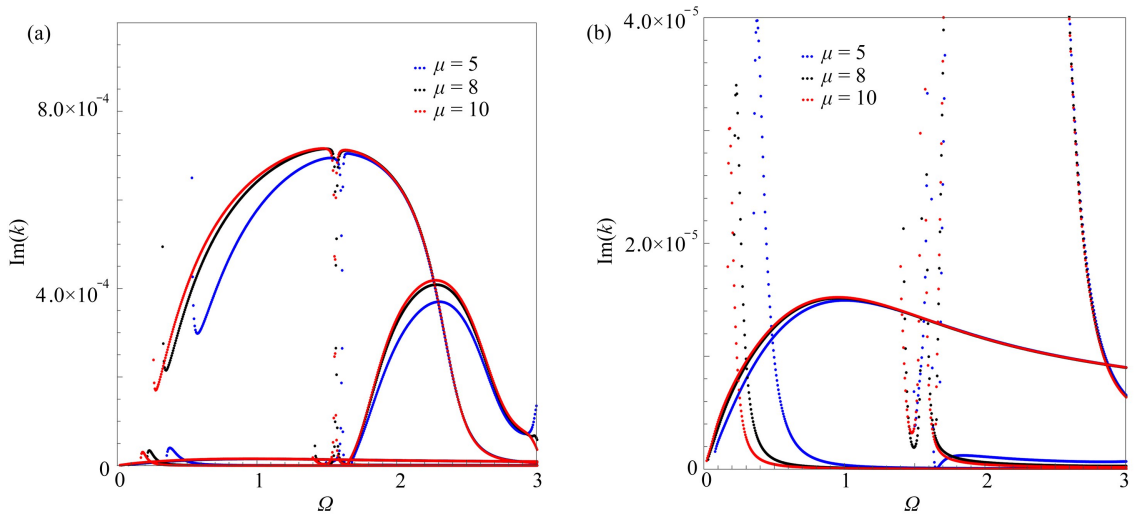 (a)
μ = 5
μ = 8
μ = 10
8.0×10⁻⁴
4.0×10⁻⁴
0
Im(k)
0 1 2 3
Ω
(b)
μ = 5
μ = 8
μ = 10
4.0×10⁻⁵
2.0×10⁻⁵
0
Im(k)
0 1 2 3
Ω